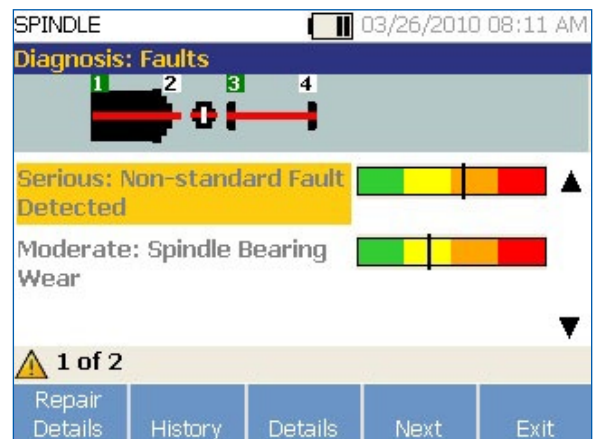 SPINDLE 03/26/2010 08:11 AM
Diagnosis: Faults
1 2 3 4
Serious: Non-standard Fault
Detected
Moderate: Spindle Bearing
Wear
1 of 2
Repair
Details History Details Next Exit